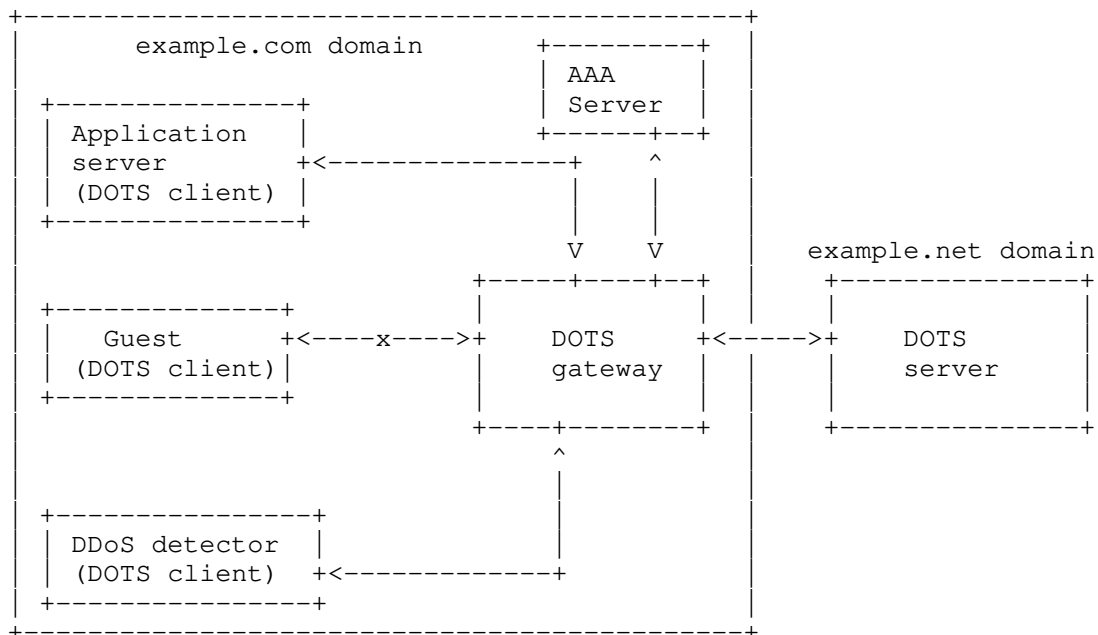 example.com domain
AAA
Server
Application
server
(DOTS client)
example.net domain
Guest
(DOTS client)
x
DOTS
gateway
DOTS
server
DDoS detector
(DOTS client)